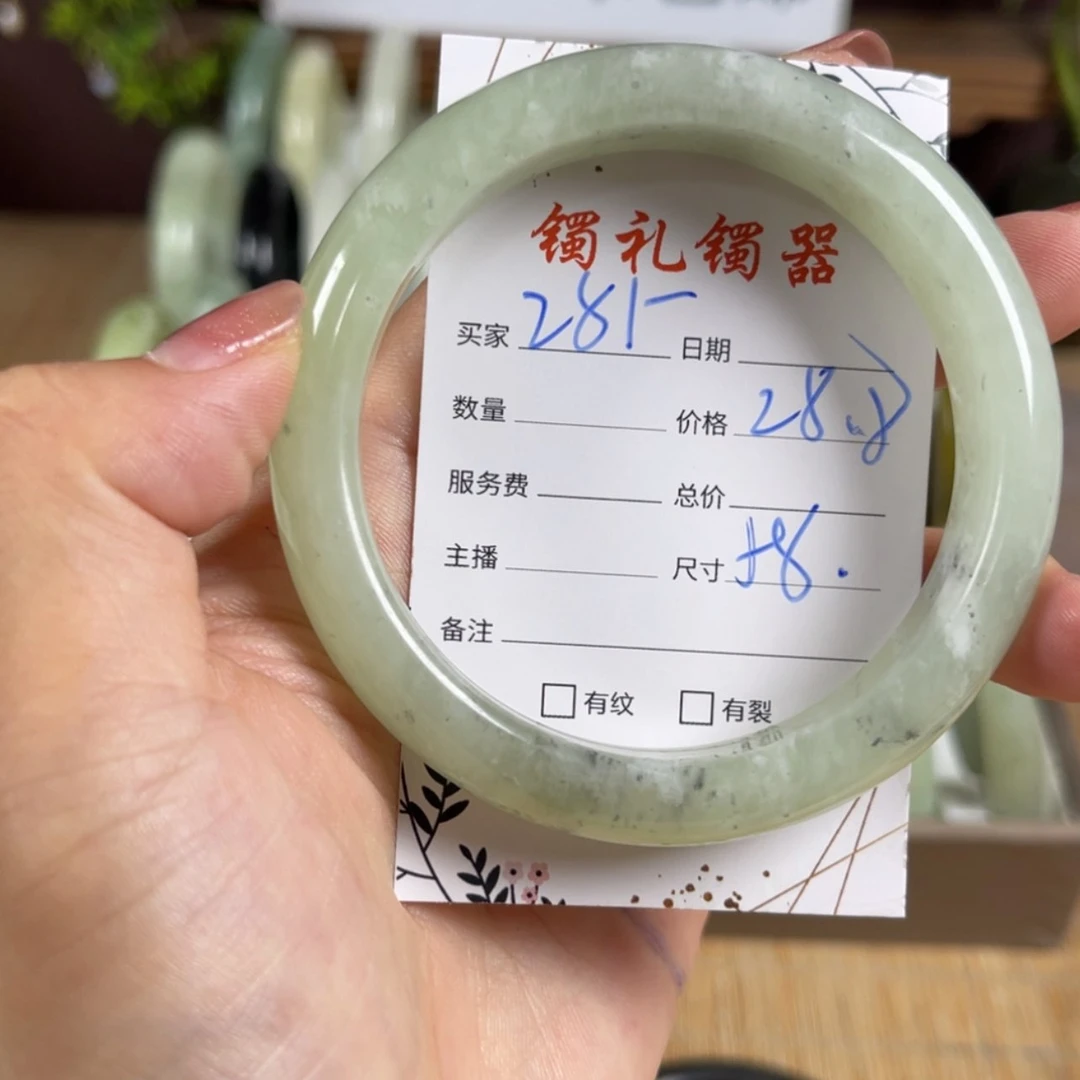 镯礼镯器
买家 281- 日期
数量 价格 28.8
服务费 总价
主播 尺寸 58.
备注
有纹 有裂